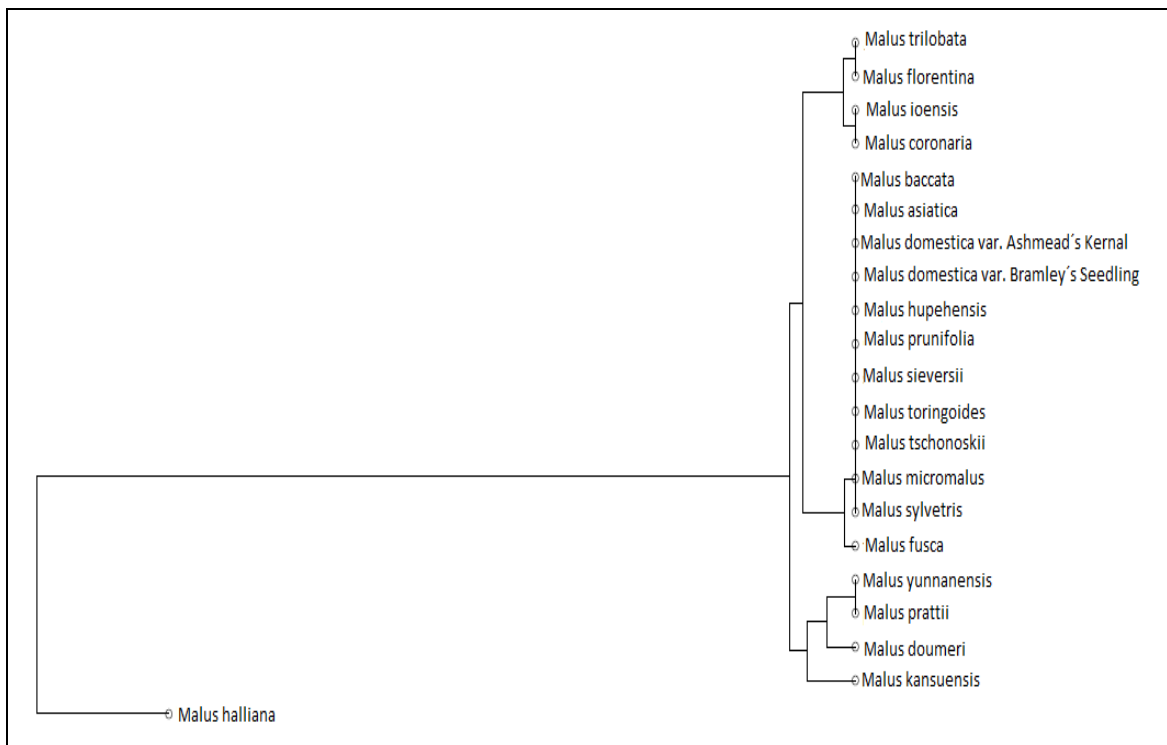 Malus trilobata
Malus florentina
Malus ioensis
Malus coronaria
Malus baccata
Malus asiatica
Malus domestica var. Ashmead´s Kernal
Malus domestica var. Bramley´s Seedling
Malus hupehensis
Malus prunifolia
Malus sieversii
Malus toringoides
Malus tschonoskii
Malus micromalus
Malus sylvetris
Malus fusca
Malus yunnanensis
Malus prattii
Malus doumeri
Malus kansuensis
Malus halliana